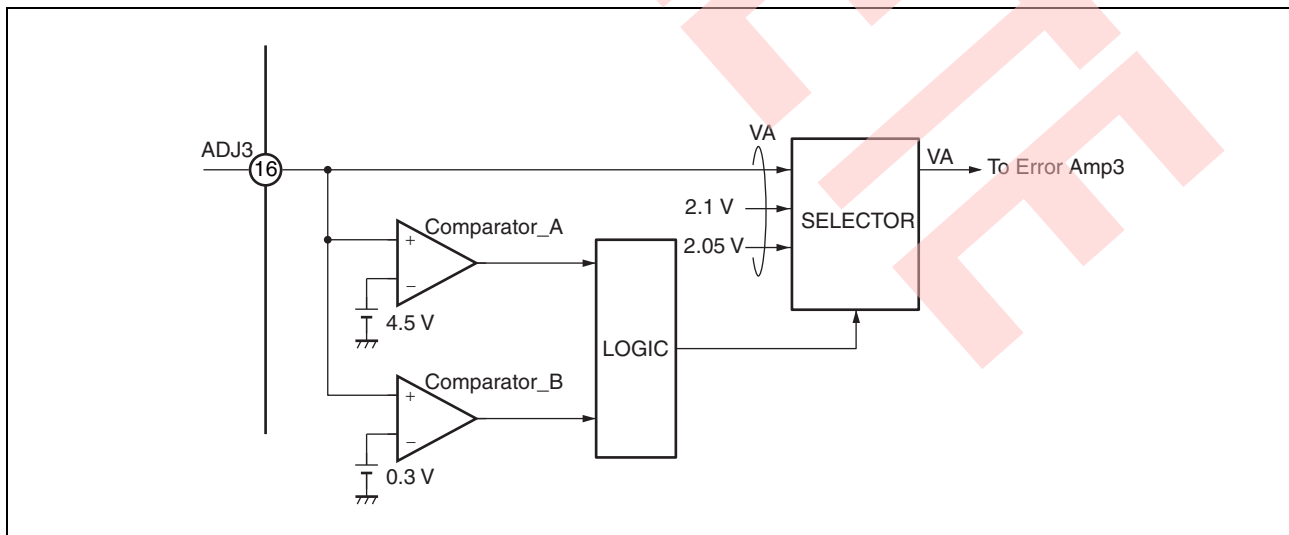 ADJ3
16
VA
VA
To Error Amp3
2.1 V
SELECTOR
2.05 V
Comparator_A
+
−
4.5 V
LOGIC
Comparator_B
+
−
0.3 V